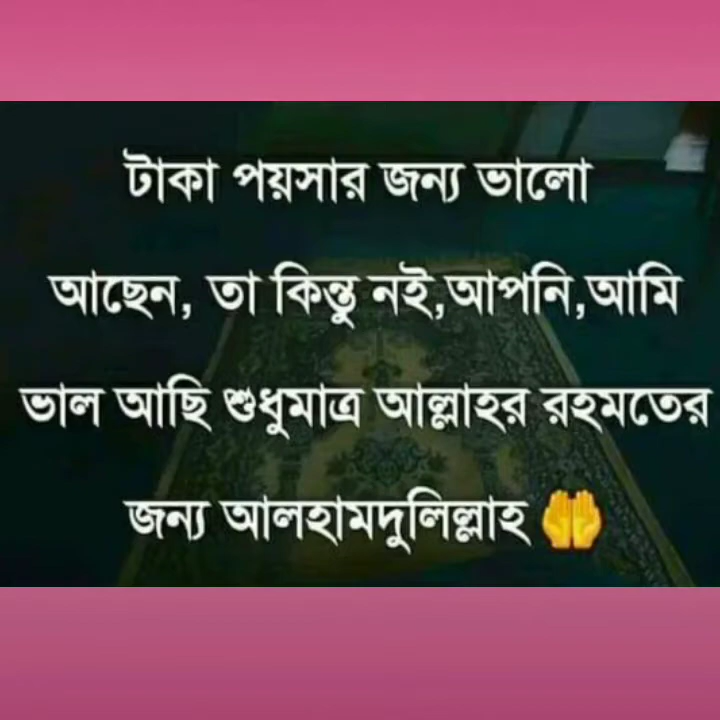 টাকা পয়সার জন্য ভালো
আছেন, তা কিন্তু নই,আপনি,আমি
ভাল আছি শুধুমাত্র আল্লাহর রহমতের
জন্য আলহামদুলিল্লাহ 🤲